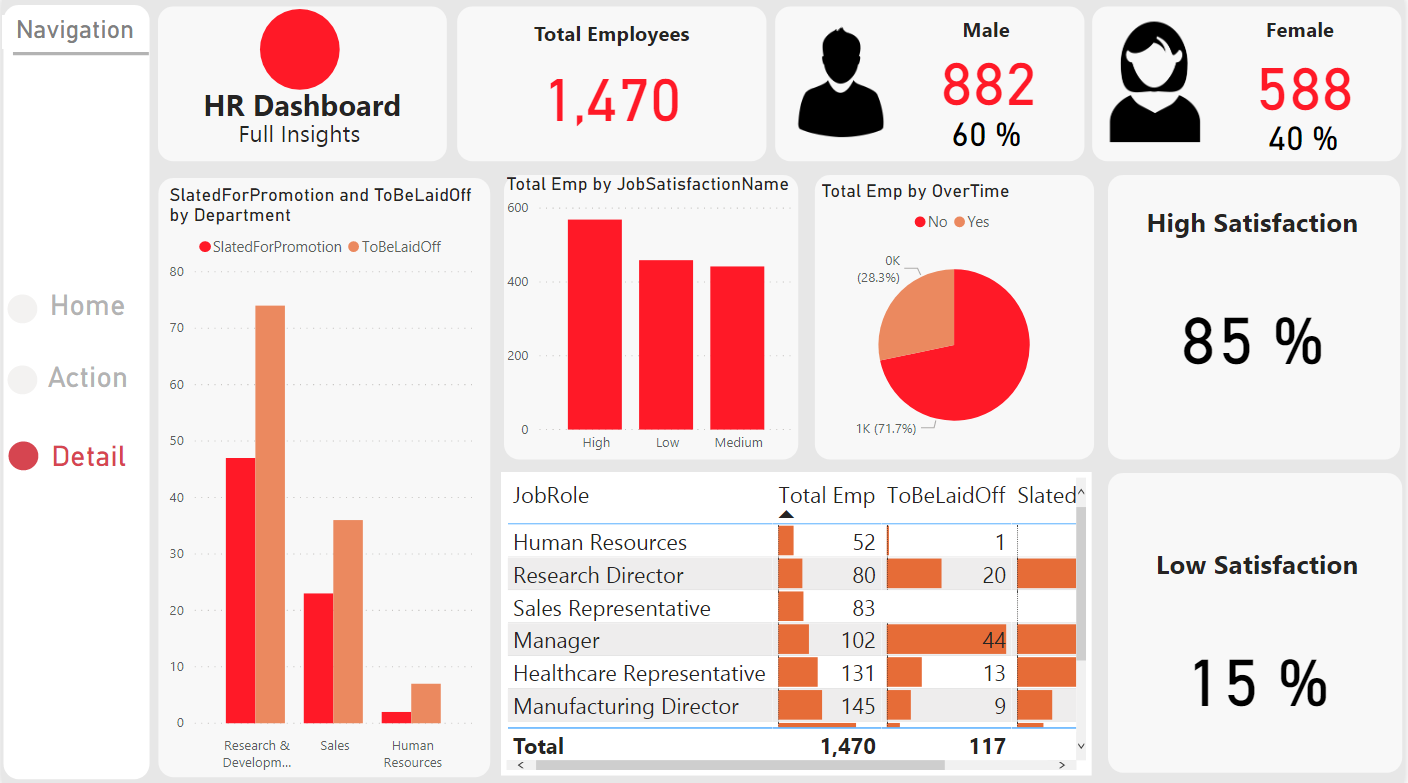 Navigation
Home
Action
Detail
HR Dashboard
Full Insights
Total Employees
1,470
Male
882
60 %
Female
588
40 %
SlatedForPromotion and ToBeLaidOff
by Department
SlatedForPromotion ToBeLaidOff
80
70
60
50
40
30
20
10
0
Research &
Developm...
Sales
Human
Resources
Total Emp by JobSatisfactionName
600
400
200
0
High Low Medium
Total Emp by OverTime
No Yes
0K
(28.3%)
1K (71.7%)
High Satisfaction
85 %
JobRole Total Emp ToBeLaidOff Slated
Human Resources 52 1
Research Director 80 20
Sales Representative 83
Manager 102 44
Healthcare Representative 131 13
Manufacturing Director 145 9
Total 1,470 117
Low Satisfaction
15 %